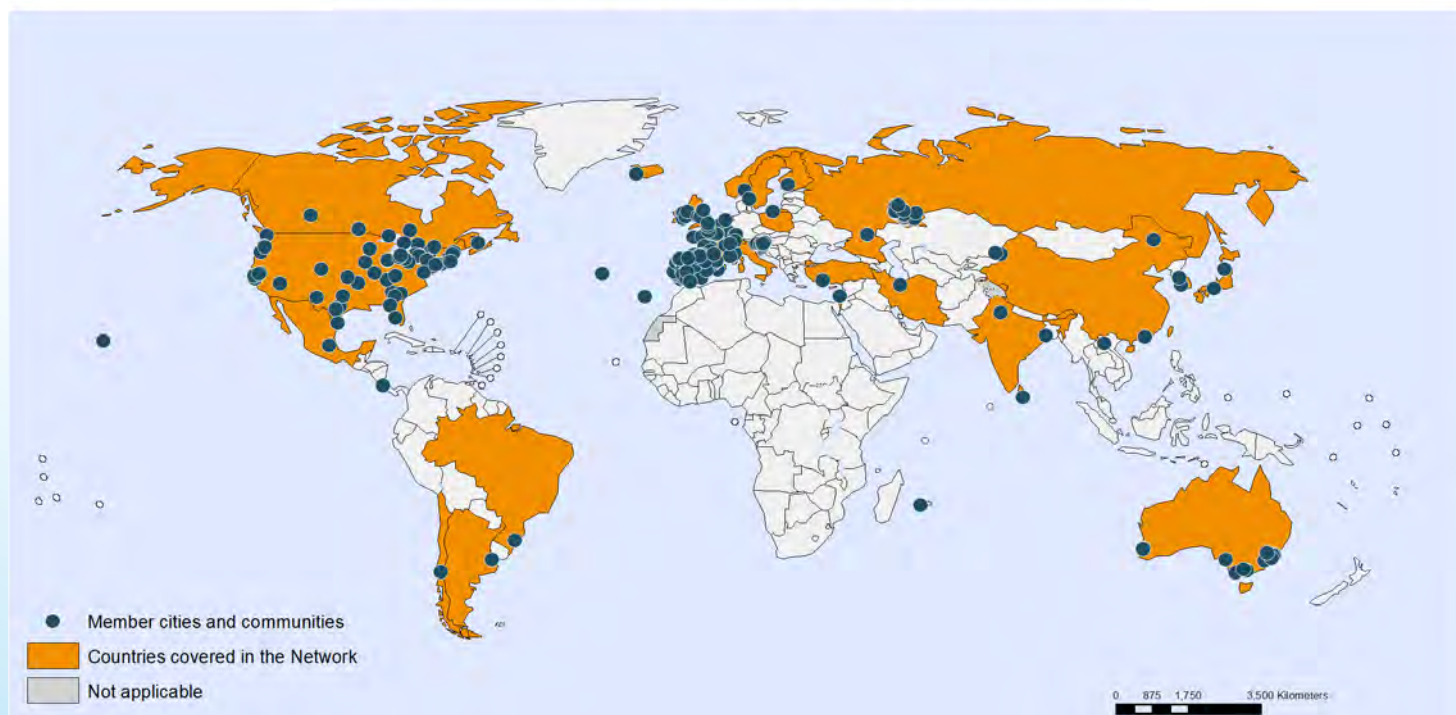 Member cities and communities
Countries covered in the Network
Not applicable
0 875 1,750 3,500 Kilometers